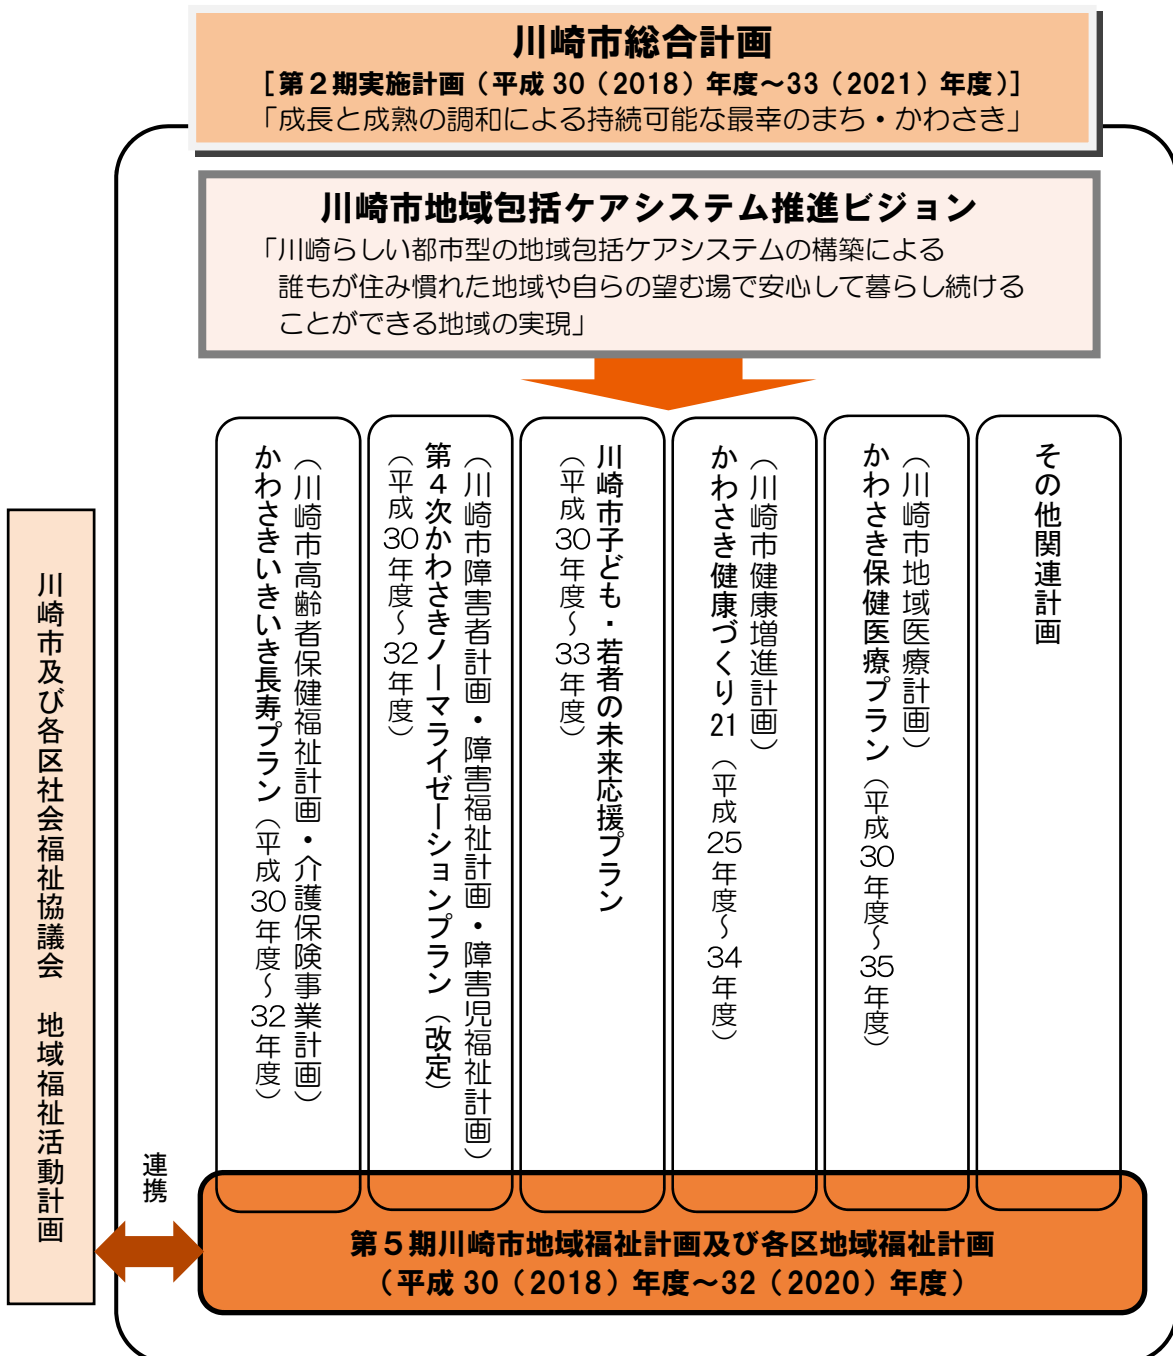 川崎市総合計画
［第２期実施計画（平成 30（2018）年度～33（2021）年度）］
「成長と成熟の調和による持続可能な最幸のまち・かわさき」
川崎市地域包括ケアシステム推進ビジョン
「川崎らしい都市型の地域包括ケアシステムの構築による
誰もが住み慣れた地域や自らの望む場で安心して暮らし続ける
ことができる地域の実現」
（川崎市高齢者保健福祉計画・介護保険事業計画）
かわさきいきいき長寿プラン（平成30年度～32年度）
（川崎市障害者計画・障害福祉計画・障害児福祉計画）
第４次かわさきノーマライゼーションプラン（改定）
（平成30年度～32年度）
川崎市子ども・若者の未来応援プラン
（平成30年度～33年度）
（川崎市健康増進計画）
かわさき健康づくり21（平成25年度～34年度）
（川崎市地域医療計画）
かわさき保健医療プラン（平成30年度～35年度）
その他関連計画
川崎市及び各区社会福祉協議会　地域福祉活動計画
連携
第５期川崎市地域福祉計画及び各区地域福祉計画
（平成 30（2018）年度～32（2020）年度）